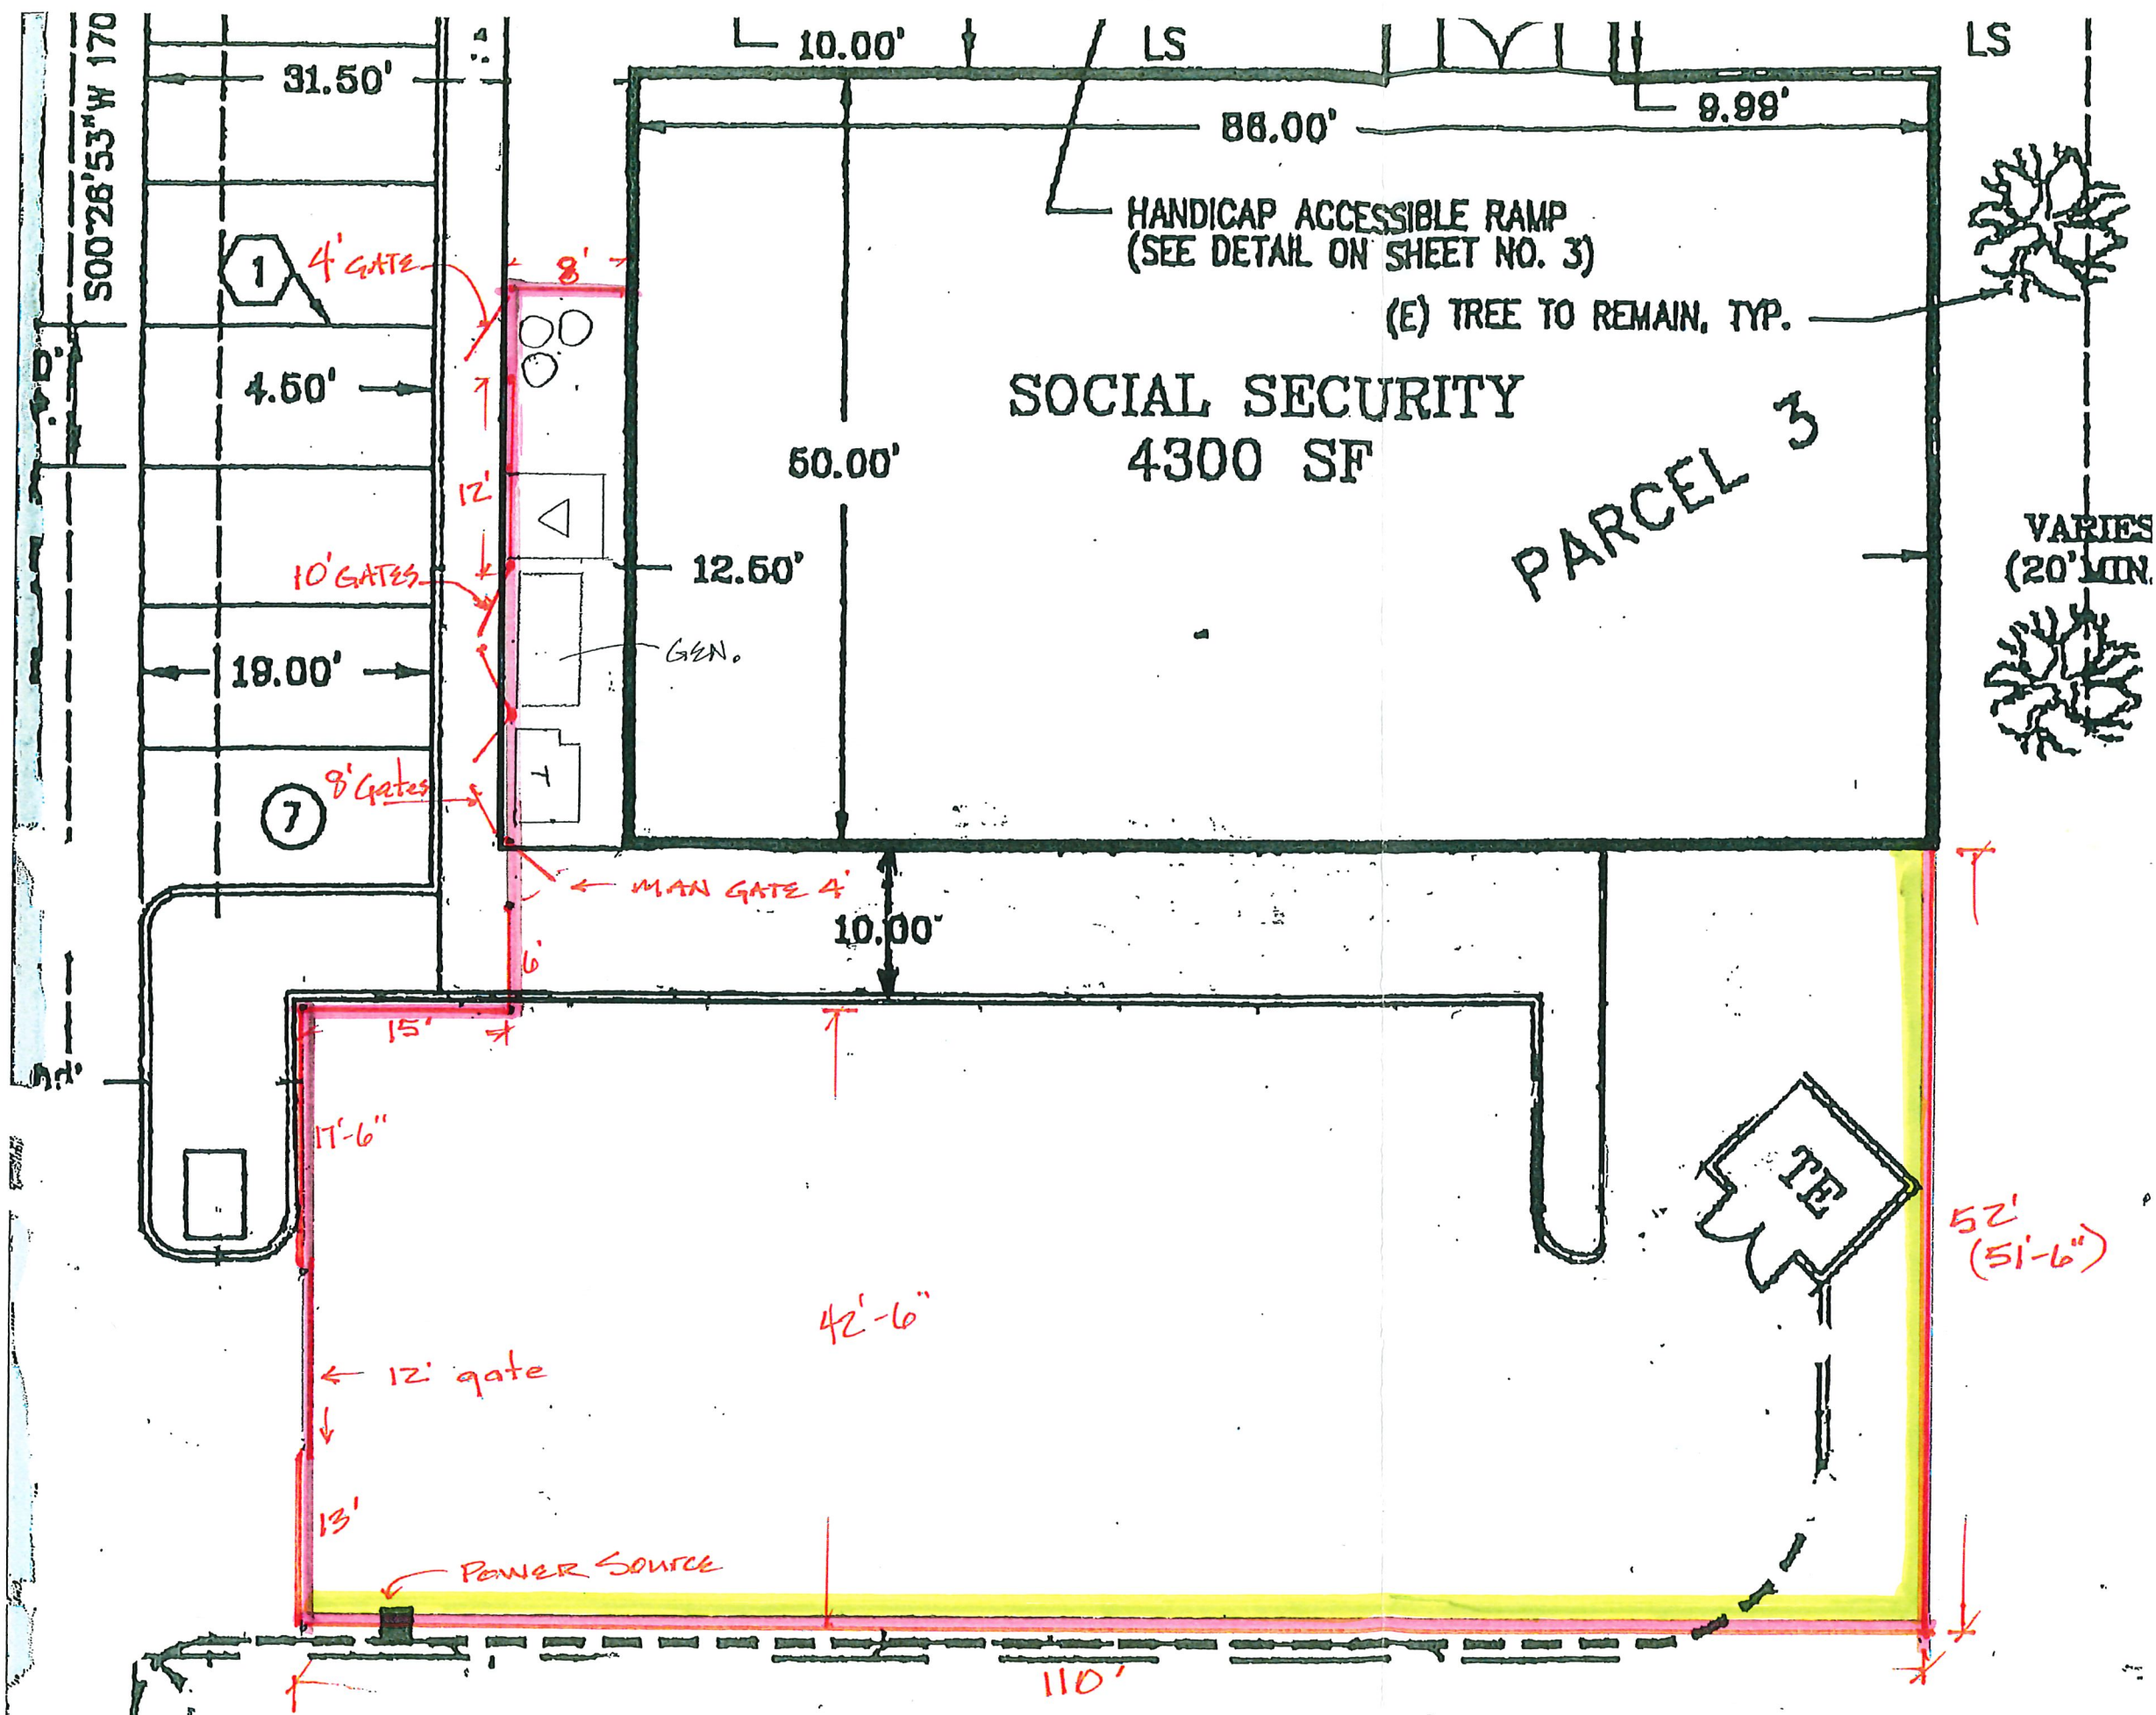 S00°28'53"W 170
31.50'
10.00'
LS
LS
9.99'
86.00'
HANDICAP ACCESSIBLE RAMP
(SEE DETAIL ON SHEET NO. 3)
(E) TREE TO REMAIN, TYP.
1
4' GATE
8'
4.50'
SOCIAL SECURITY
4300 SF
PARCEL 3
50.00'
12'
12.50'
VARIES
(20' MIN.
10' GATES
GEN.
19.00'
8' Gates
T
7
MAN GATE 4'
10.00'
6'
15'
17'-6"
TE
52'
(51'-6")
42'-6"
12' gate
13'
POWER SOURCE
110'